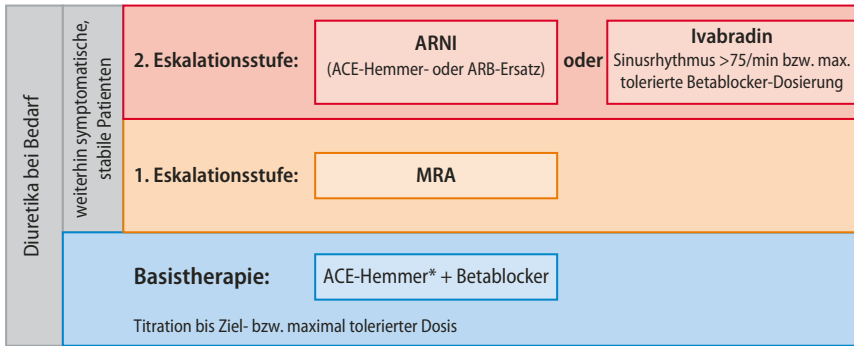 Diuretika bei Bedarf
weiterhin symptomatische,
stabile Patienten
2. Eskalationsstufe:
ARNI
(ACE-Hemmer- oder ARB-Ersatz)
oder
Ivabradin
Sinusrhythmus >75/min bzw. max.
tolerierte Betablocker-Dosierung
1. Eskalationsstufe:
MRA
Basistherapie:
ACE-Hemmer* + Betablocker
Titration bis Ziel- bzw. maximal tolerierter Dosis